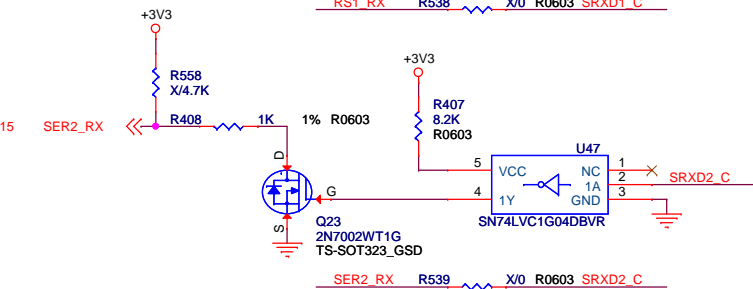 RS1_RX R538 X/0 R0603 SRXD1_C
+3V3
+3V3
R558
X/4.7K
R407
8.2K
R0603
15 SER2_RX R408 1K 1% R0603
U47
D
5 VCC NC 1
1A 2 SRXD2_C
G 4 1Y GND 3
S
Q23
2N7002WT1G
TS-SOT323_GSD
SN74LVC1G04DBVR
SER2_RX R539 X/0 R0603 SRXD2_C